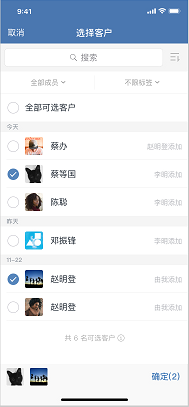 9:41
取消 选择客户
搜索
全部成员 不限标签
全部可选客户
今天
蔡办 赵明登添加
蔡等国 李明添加
陈聪 李明添加
昨天
邓振锋 李明添加
11-22
赵明登 由我添加
赵明登 由我添加
共 6 名可选客户
确定(2)